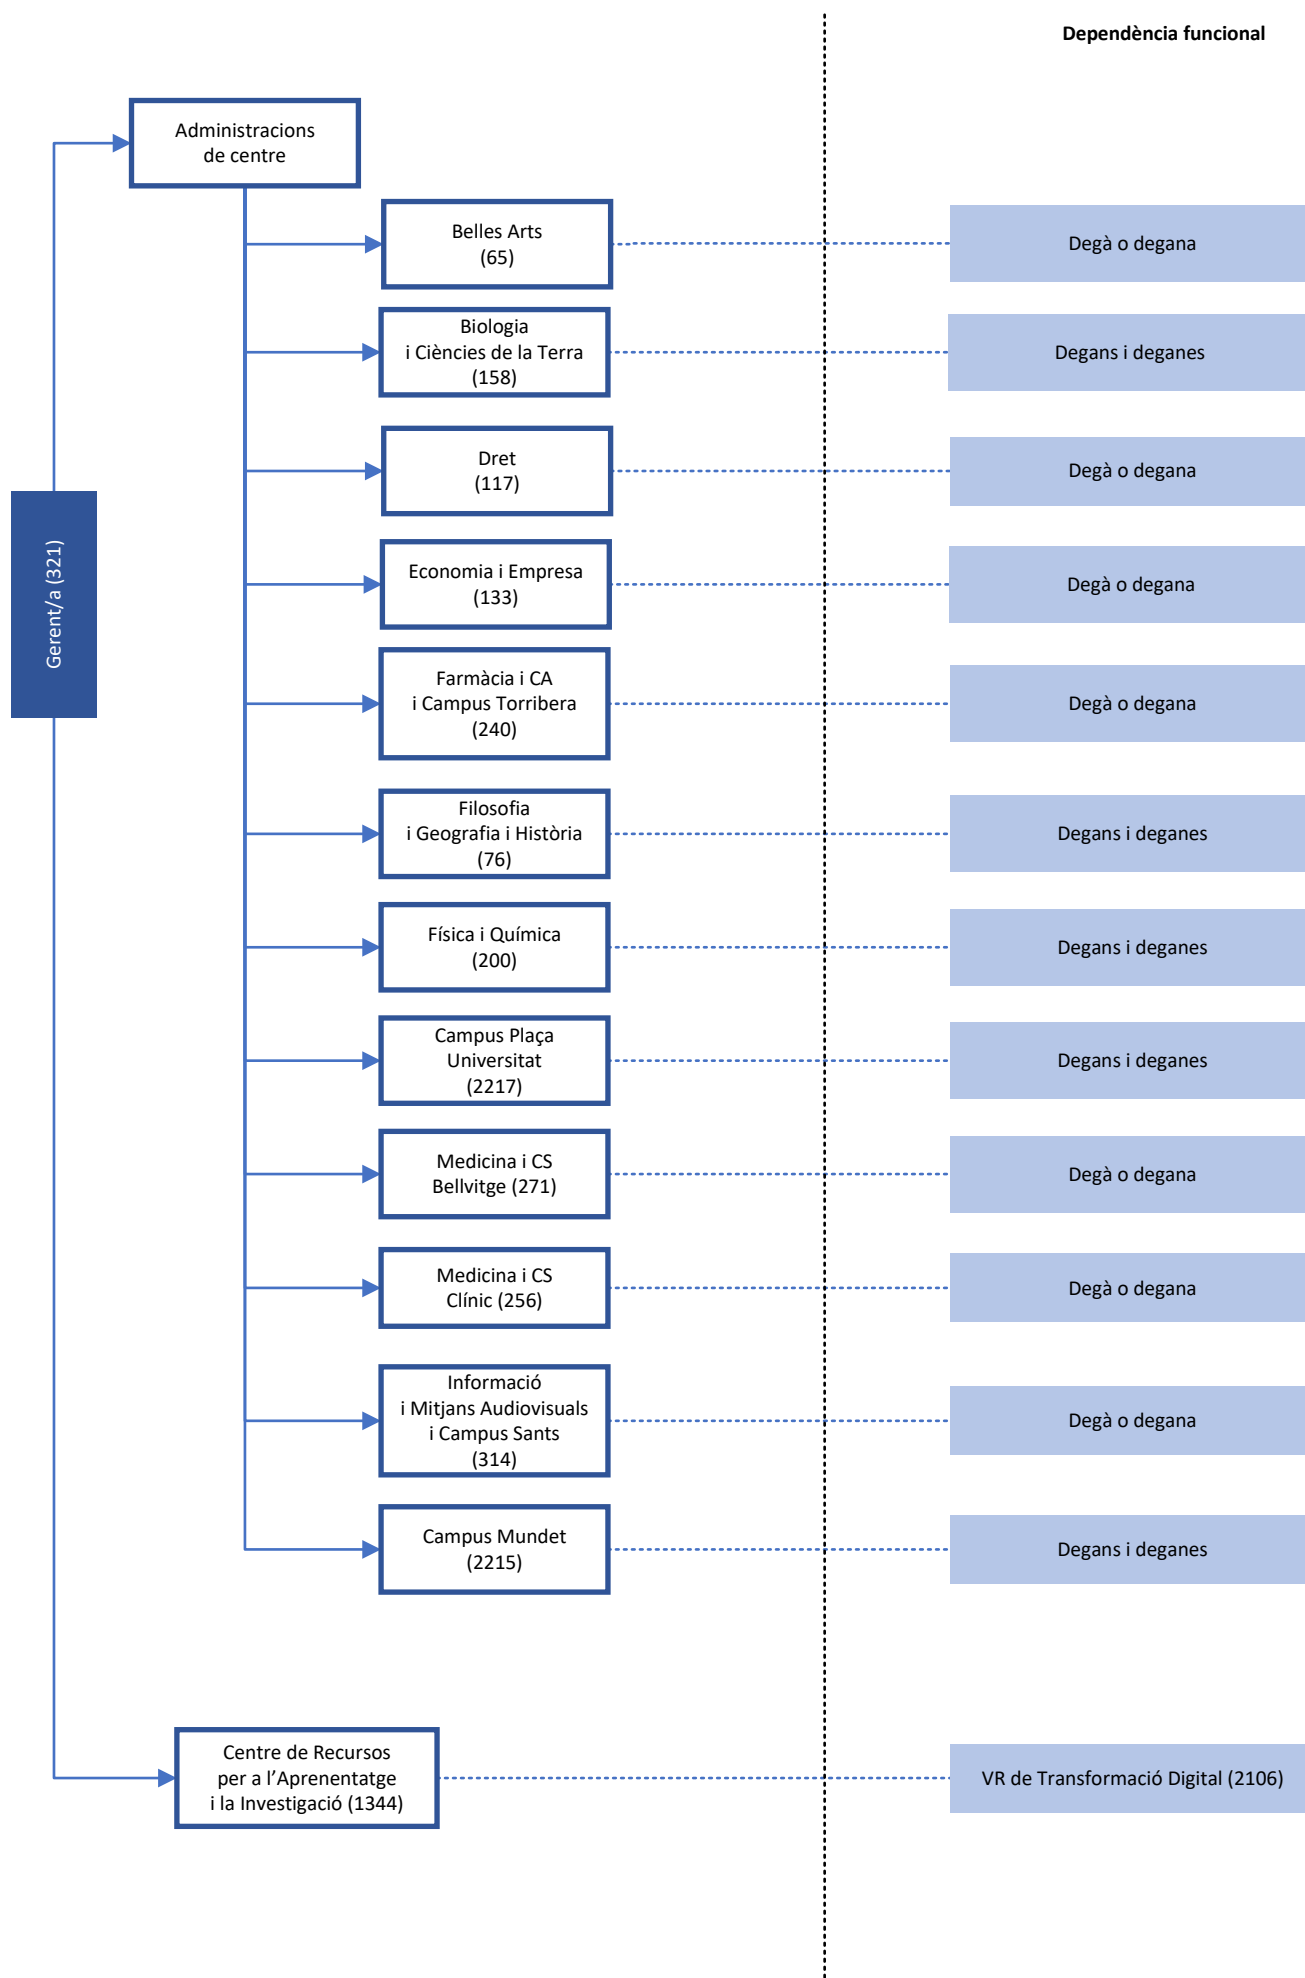 Dependència funcional
Administracions
de centre
Belles Arts
(65)
Degà o degana
Biologia
i Ciències de la Terra
(158)
Degans i deganes
Dret
(117)
Degà o degana
Gerent/a (321)
Economia i Empresa
(133)
Degà o degana
Farmàcia i CA
i Campus Torribera
(240)
Degà o degana
Filosofia
i Geografia i Història
(76)
Degans i deganes
Física i Química
(200)
Degans i deganes
Campus Plaça
Universitat
(2217)
Degans i deganes
Medicina i CS
Bellvitge (271)
Degà o degana
Medicina i CS
Clínic (256)
Degà o degana
Informació
i Mitjans Audiovisuals
i Campus Sants
(314)
Degà o degana
Campus Mundet
(2215)
Degans i deganes
Centre de Recursos
per a l’Aprenentatge
i la Investigació (1344)
VR de Transformació Digital (2106)